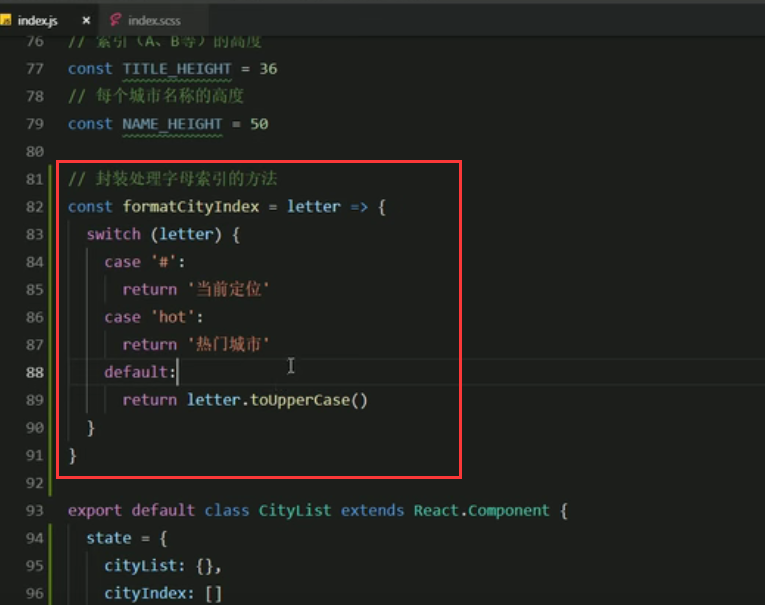 index.js × index.scss
76 // 索引（A、B等）的高度
77 const TITLE_HEIGHT = 36
78 // 每个城市名称的高度
79 const NAME_HEIGHT = 50
80
81 // 封装处理字母索引的方法
82 const formatCityIndex = letter => {
83 switch (letter) {
84 case '#':
85 return '当前定位'
86 case 'hot':
87 return '热门城市'
88 default:
89 return letter.toUpperCase()
90 }
91 }
92
93 export default class CityList extends React.Component {
94 state = {
95 cityList: {},
96 cityIndex: []